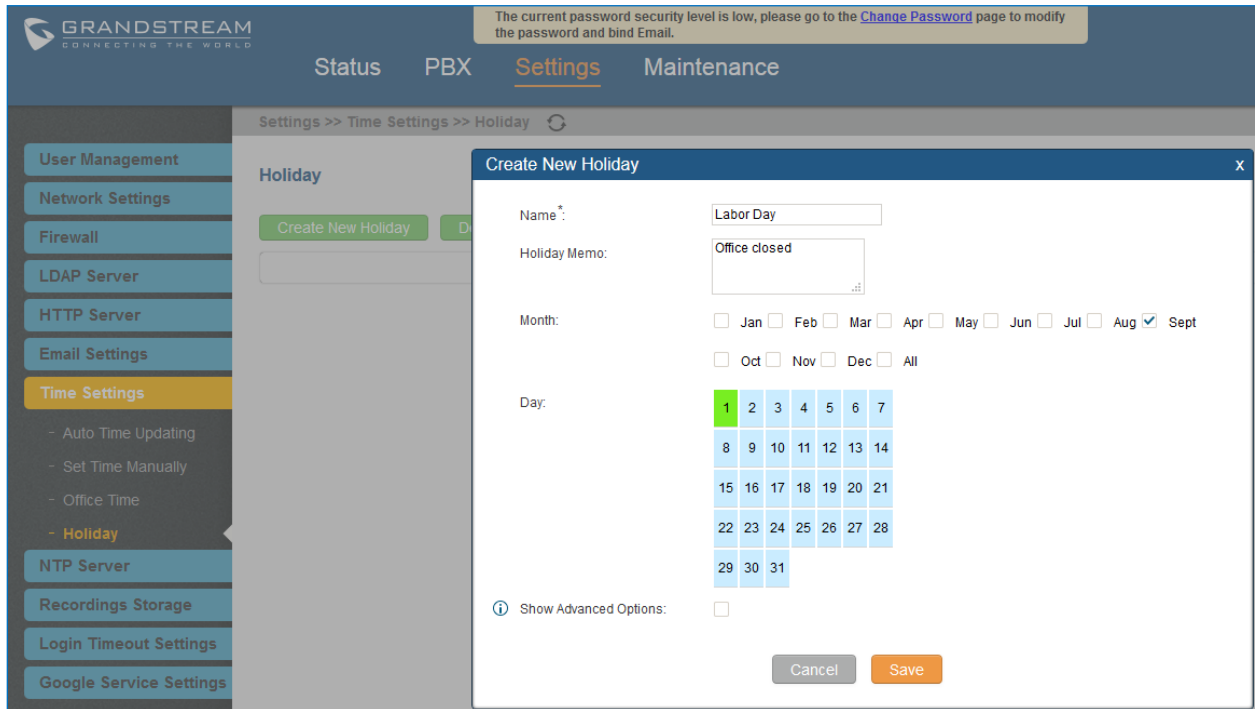 GRANDSTREAM
CONNECTING THE WORLD
The current password security level is low, please go to the Change Password page to modify
the password and bind Email.
Status PBX Settings Maintenance
Settings >> Time Settings >> Holiday
User Management
Network Settings
Firewall
LDAP Server
HTTP Server
Email Settings
Time Settings
- Auto Time Updating
- Set Time Manually
- Office Time
- Holiday
NTP Server
Recordings Storage
Login Timeout Settings
Google Service Settings
Holiday
Create New Holiday
Create New Holiday x
Name*: Labor Day
Holiday Memo: Office closed
Month: Jan Feb Mar Apr May Jun Jul Aug Sept
Oct Nov Dec All
Day: 1 2 3 4 5 6 7
8 9 10 11 12 13 14
15 16 17 18 19 20 21
22 23 24 25 26 27 28
29 30 31
Show Advanced Options:
Cancel Save